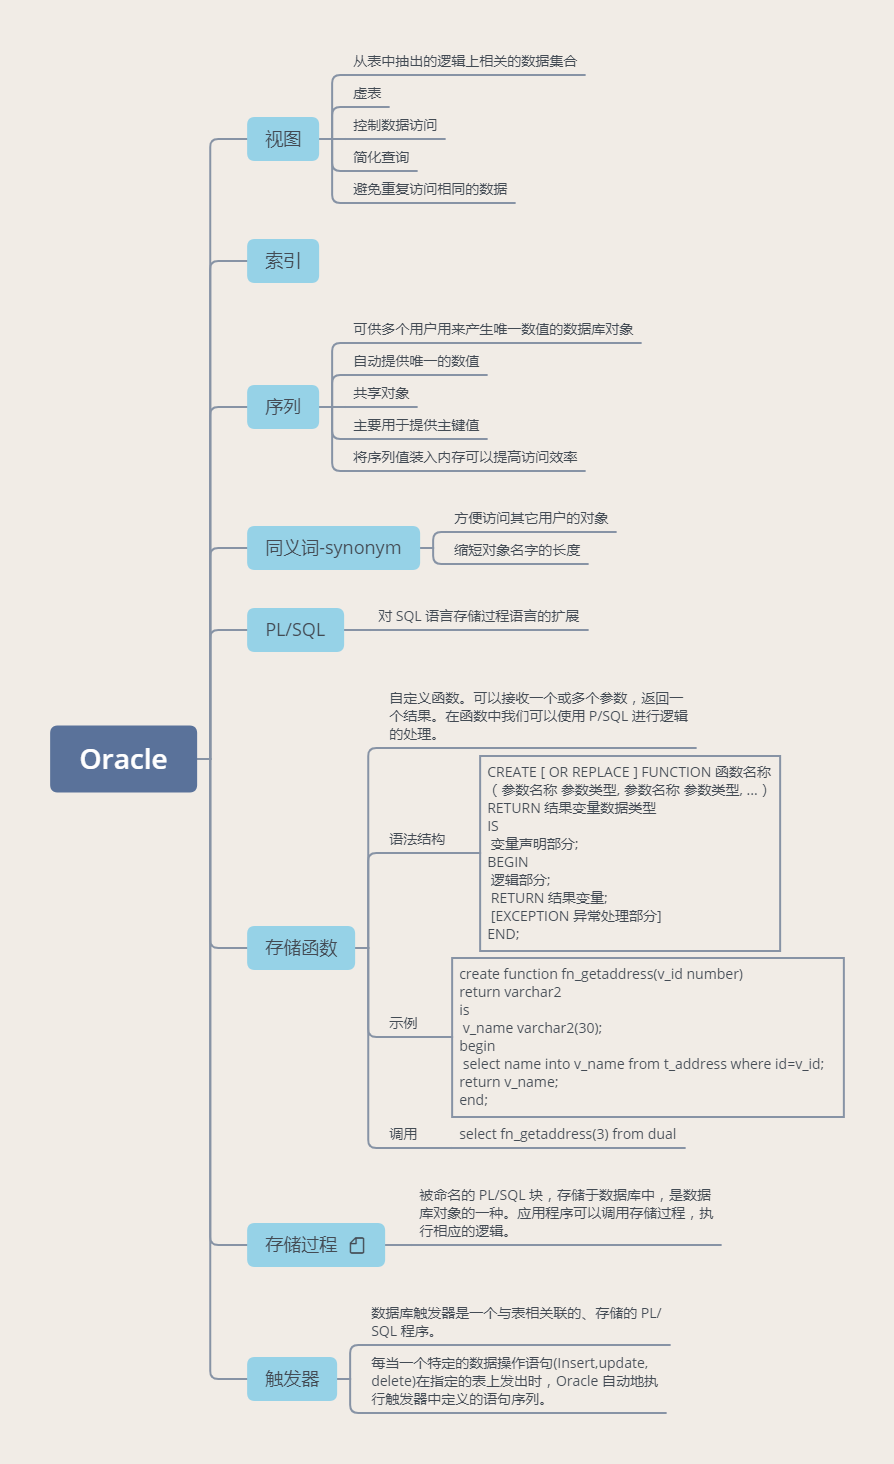 从表中抽出的逻辑上相关的数据集合
虚表
视图
控制数据访问
简化查询
避免重复访问相同的数据
索引
可供多个用户用来产生唯一数值的数据库对象
自动提供唯一的数值
序列
共享对象
主要用于提供主键值
将序列值装入内存可以提高访问效率
同义词-synonym
方便访问其它用户的对象
缩短对象名字的长度
PL/SQL
对 SQL 语言存储过程语言的扩展
Oracle
存储函数
自定义函数。可以接收一个或多个参数，返回一
个结果。在函数中我们可以使用 P/SQL 进行逻辑
的处理。
语法结构
CREATE [ OR REPLACE ] FUNCTION 函数名称
（参数名称 参数类型, 参数名称 参数类型, ...）
RETURN 结果变量数据类型
IS
变量声明部分;
BEGIN
逻辑部分;
RETURN 结果变量;
[EXCEPTION 异常处理部分]
END;
示例
create function fn_getaddress(v_id number)
return varchar2
is
v_name varchar2(30);
begin
select name into v_name from t_address where id=v_id;
return v_name;
end;
调用
select fn_getaddress(3) from dual
存储过程
被命名的 PL/SQL 块，存储于数据库中，是数据
库对象的一种。应用程序可以调用存储过程，执
行相应的逻辑。
触发器
数据库触发器是一个与表相关联的、存储的 PL/
SQL 程序。
每当一个特定的数据操作语句(Insert,update,
delete)在指定的表上发出时，Oracle 自动地执
行触发器中定义的语句序列。